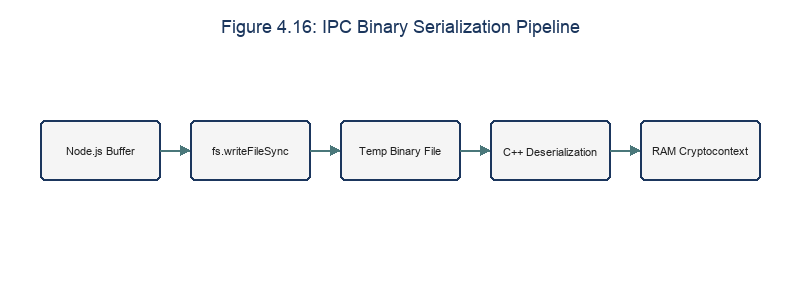 Figure 4.16: IPC Binary Serialization Pipeline
Node.js Buffer
fs.writeFileSync
Temp Binary File
C++ Deserialization
RAM Cryptocontext